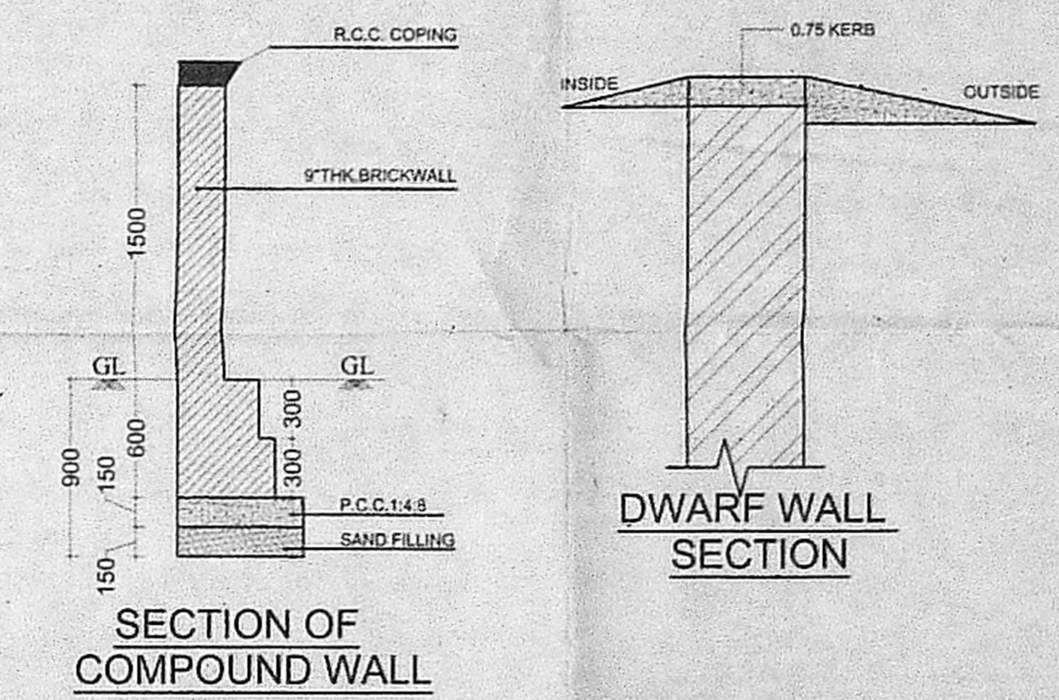 R.C.C. COPING
9"THK.BRICKWALL
1500
GL
GL
300
300
600
900
150
150
P.C.C.1:4:8
SAND FILLING
SECTION OF
COMPOUND WALL
0.75 KERB
INSIDE
OUTSIDE
DWARF WALL
SECTION